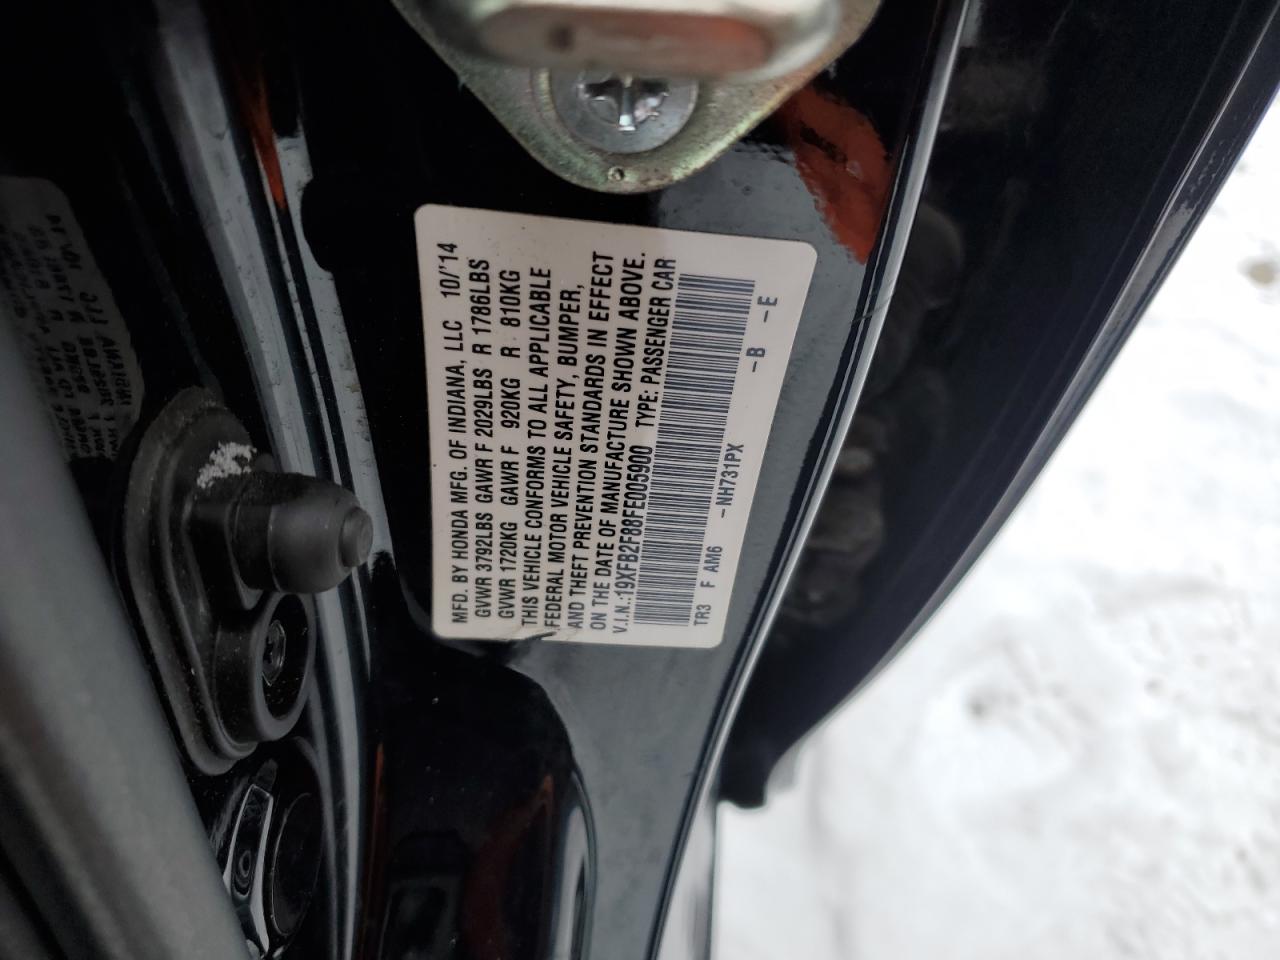 MFD. BY HONDA MFG. OF INDIANA, LLC 10/'14
GVWR 3792LBS GAWR F 2029LBS R 1786LBS
GVWR 1720KG GAWR F 920KG R 810KG
THIS VEHICLE CONFORMS TO ALL APPLICABLE
FEDERAL MOTOR VEHICLE SAFETY, BUMPER,
AND THEFT PREVENTION STANDARDS IN EFFECT
ON THE DATE OF MANUFACTURE SHOWN ABOVE.
V.I.N.:19XFB2F88FE005900 TYPE: PASSENGER CAR
TR3 F AM6 -NH731PX -B -E